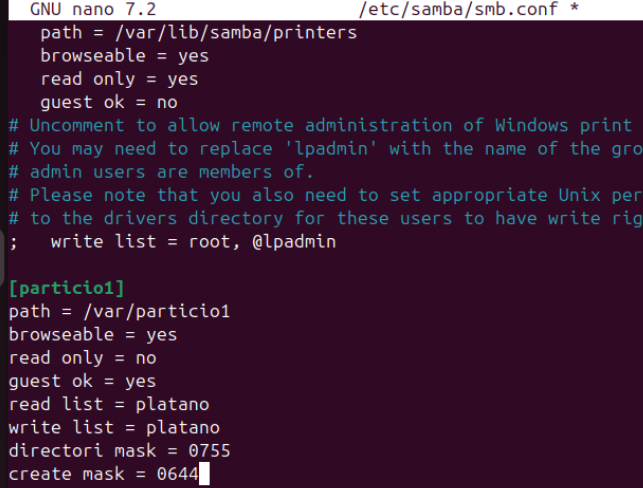 GNU nano 7.2 /etc/samba/smb.conf *
path = /var/lib/samba/printers
browseable = yes
read only = yes
guest ok = no
# Uncomment to allow remote administration of Windows print
# You may need to replace 'lpadmin' with the name of the gro
# admin users are members of.
# Please note that you also need to set appropriate Unix per
# to the drivers directory for these users to have write rig
; write list = root, @lpadmin
[particio1]
path = /var/particio1
browseable = yes
read only = no
guest ok = yes
read list = platano
write list = platano
directori mask = 0755
create mask = 0644